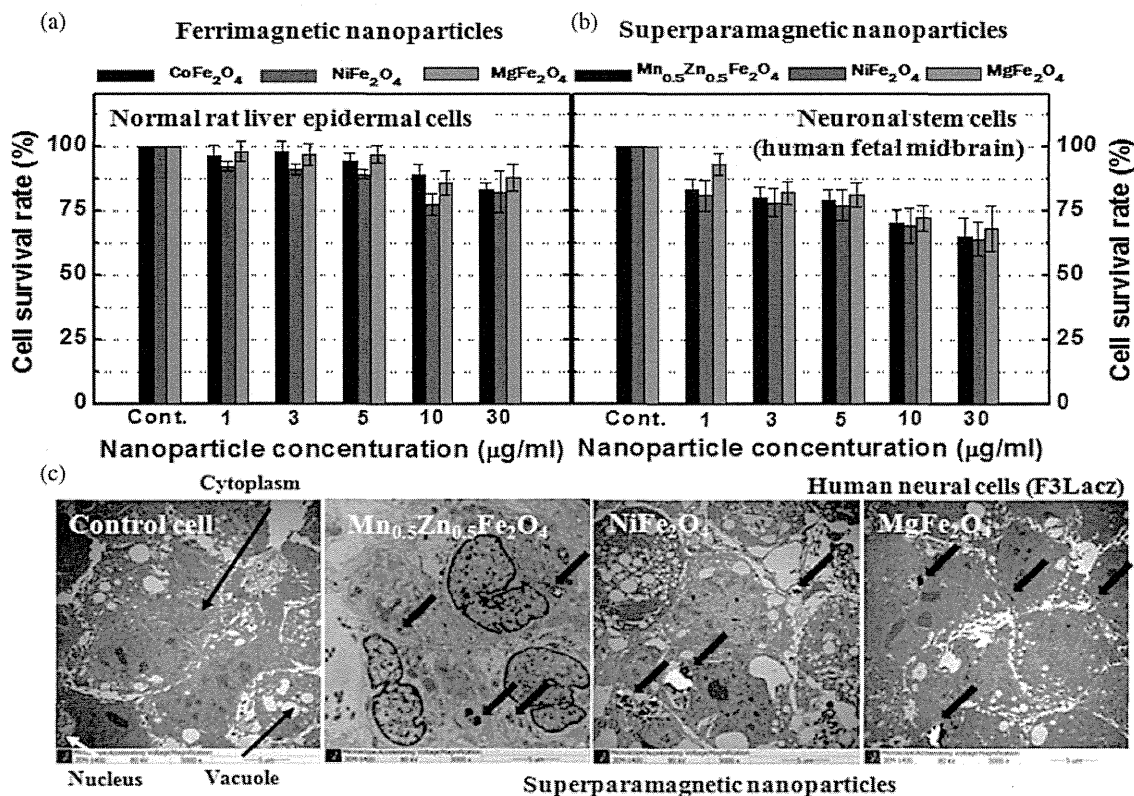 (a) Ferrimagnetic nanoparticles
CoFe₂O₄ NiFe₂O₄ MgFe₂O₄
Normal rat liver epidermal cells
Cell survival rate (%)
100
75
50
25
0
Cont. 1 3 5 10 30
Nanoparticle concenturation (μg/ml)
(b) Superparamagnetic nanoparticles
Mn₀.₅Zn₀.₅Fe₂O₄ NiFe₂O₄ MgFe₂O₄
Neuronal stem cells
(human fetal midbrain)
100
75
50
25
0
Cell survival rate (%)
Cont. 1 3 5 10 30
Nanoparticle concenturation (μg/ml)
(c)
Cytoplasm
Human neural cells (F3Lacz)
Control cell
Mn₀.₅Zn₀.₅Fe₂O₄
NiFe₂O₄
MgFe₂O₄
Nucleus
Vacuole
Superparamagnetic nanoparticles